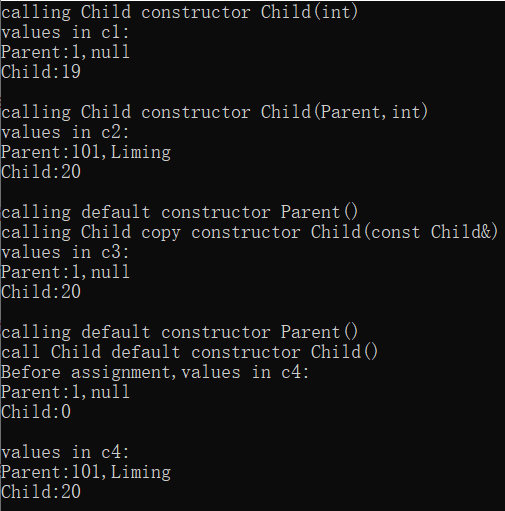 calling Child constructor Child(int)
values in c1:
Parent:1,null
Child:19

calling Child constructor Child(Parent,int)
values in c2:
Parent:101,Liming
Child:20

calling default constructor Parent()
calling Child copy constructor Child(const Child&)
values in c3:
Parent:1,null
Child:20

calling default constructor Parent()
call Child default constructor Child()
Before assignment,values in c4:
Parent:1,null
Child:0

values in c4:
Parent:101,Liming
Child:20